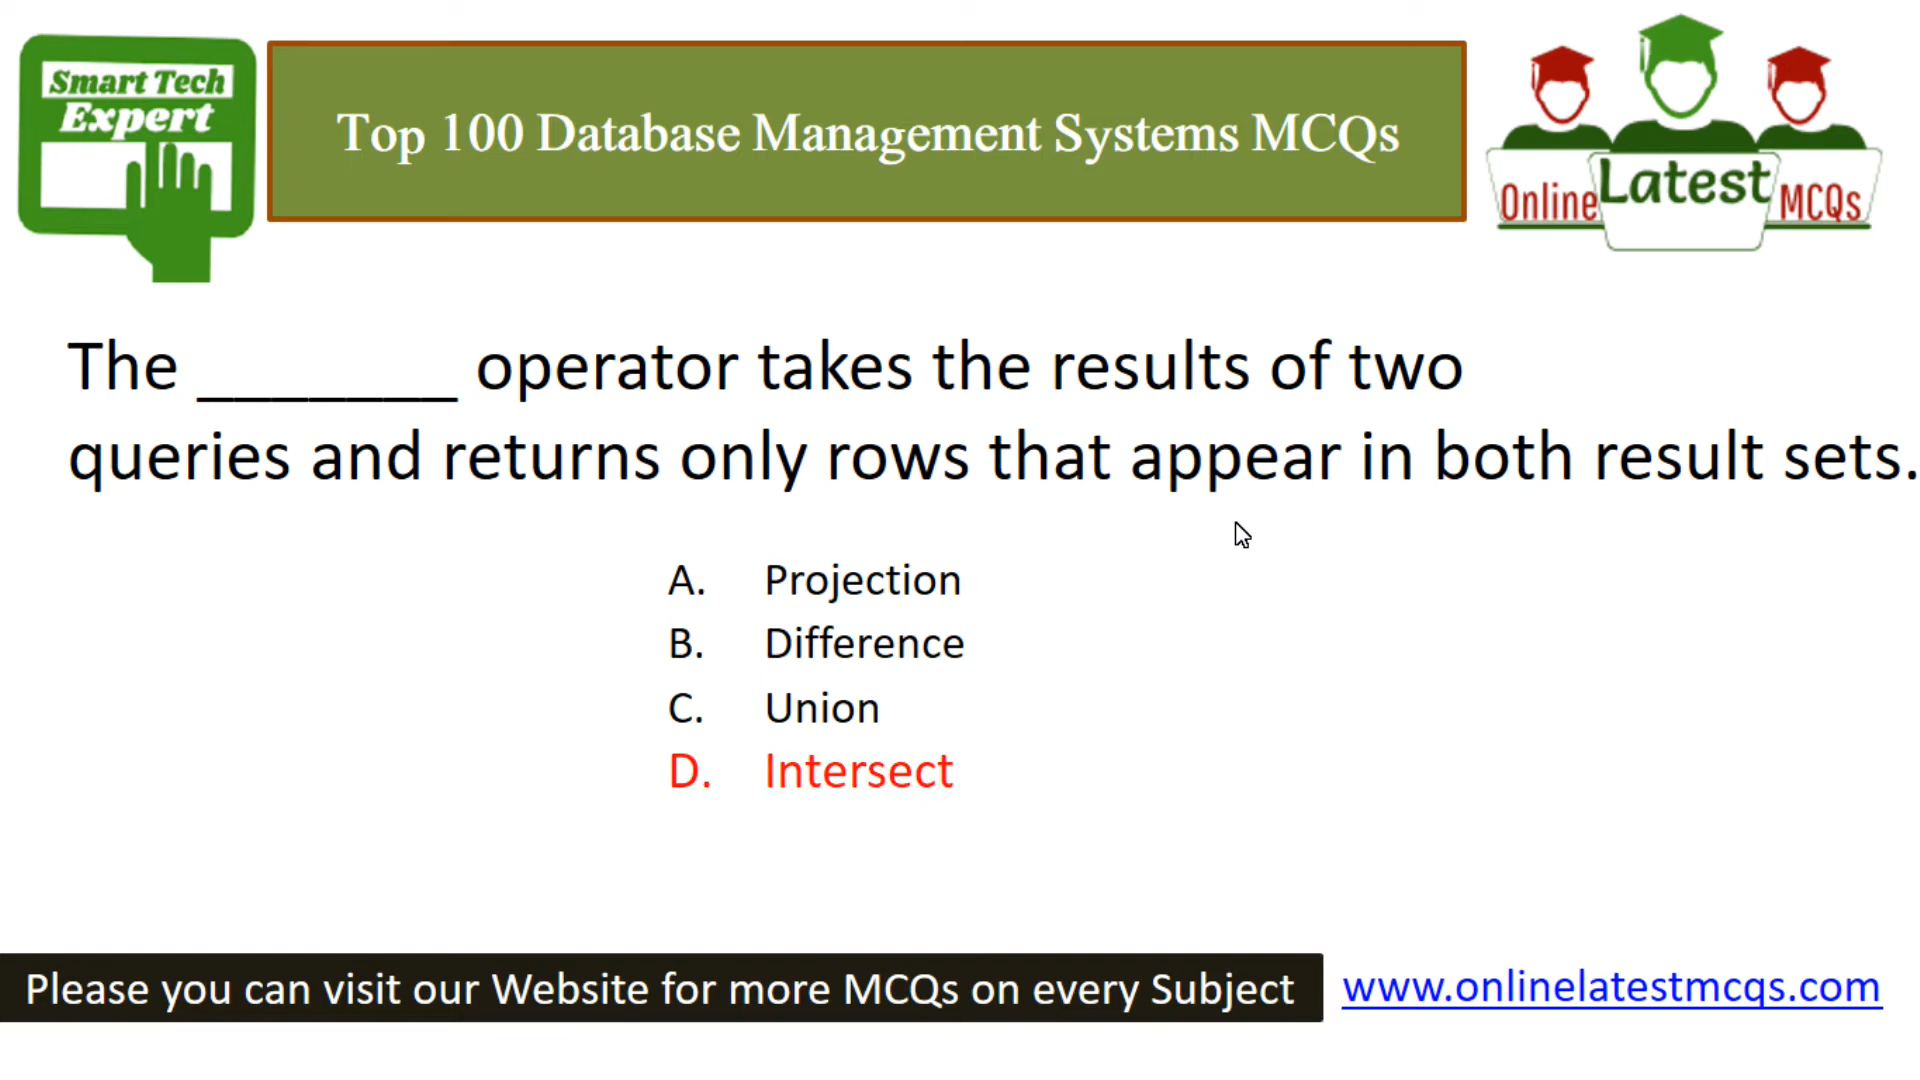 Smart Tech
Expert
Top 100 Database Management Systems MCQs
Online Latest MCQs
The _______ operator takes the results of two
queries and returns only rows that appear in both result sets.
A. Projection
B. Difference
C. Union
D. Intersect
Please you can visit our Website for more MCQs on every Subject
www.onlinelatestmcqs.com